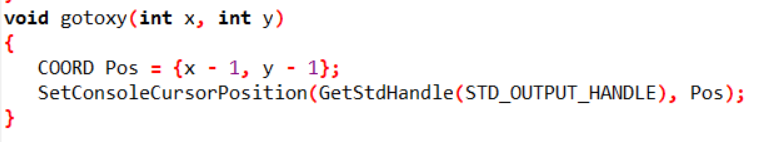 void gotoxy(int x, int y)
{
    COORD Pos = {x - 1, y - 1};
    SetConsoleCursorPosition(GetStdHandle(STD_OUTPUT_HANDLE), Pos);
}